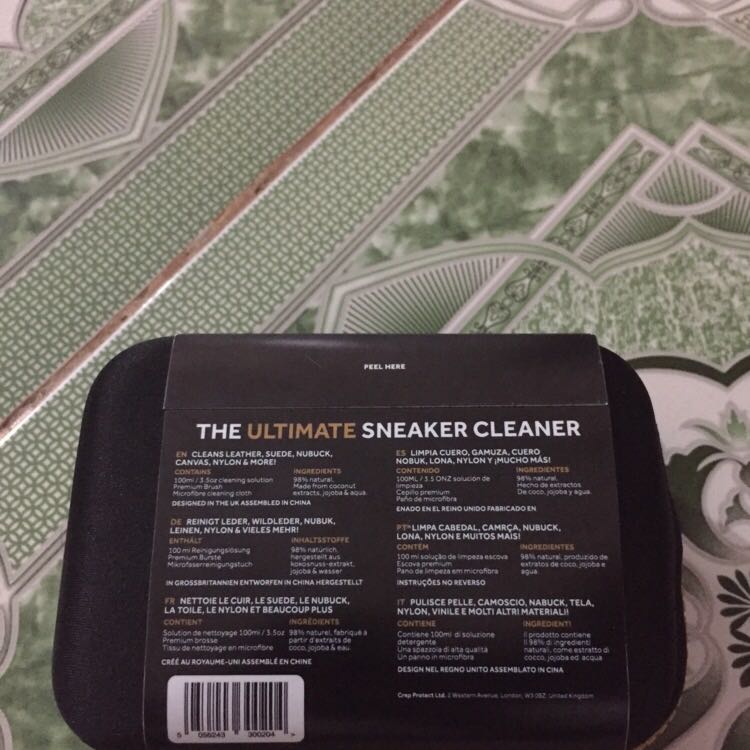 PEEL HERE
THE ULTIMATE SNEAKER CLEANER
EN CLEANS LEATHER, SUEDE, NUBUCK,
CANVAS, NYLON & MORE!
CONTAINS
100ml / 3.5oz cleaning solution
Premium Brush
Microfibre cleaning cloth
INGREDIENTS
98% natural.
Made from coconut
extracts, jojoba & aqua.
DESIGNED IN THE UK ASSEMBLED IN CHINA
DE REINIGT LEDER, WILDLEDER, NUBUK,
LEINEN, NYLON & VIELES MEHR!
ENTHÄLT
100 ml Reinigungslösung
Premium Bürste
Mikrofasserreinigungstuch
INHALTSSTOFFE
98% natürlich,
hergestellt aus
kokosnuss-extrakt,
jojoba & wasser
IN GROSSBRITANNIEN ENTWORFEN IN CHINA HERGESTELLT
FR NETTOIE LE CUIR, LE SUEDE, LE NUBUCK,
LA TOILE, LE NYLON ET BEAUCOUP PLUS
CONTIENT
Solution de nettoyage 100ml / 3.5oz
Premium brosse
Tissu de nettoyage en microfibre
INGRÉDIENTS
98% naturel, fabriqué à
partir d'extraits de
coco, jojoba & eau.
CRÉÉ AU ROYAUME-UNI ASSEMBLÉ EN CHINE
5 056243 300204 >
ES LIMPIA CUERO, GAMUZA, CUERO
NOBUK, LONA, NYLON Y ¡MUCHO MÁS!
CONTENIDO
100ML / 3.5 ONZ solución de
limpieza
Cepillo premium
Paño de microfibra
INGREDIENTES
98% natural,
Hecho de extractos
De coco, jojoba y agua.
ENADO EN EL REINO UNIDO FABRICADO EN
PT LIMPA CABEDAL, CAMRÇA, NUBUCK,
LONA, NYLON E MUITOS MAIS!
CONTÉM
100 ml solução de limpeza escova
Escova premium
Pano de limpeza em microfibra
INGREDIENTES
98% natural, produzido de
extratos de coco, jojoba e
agua.
INSTRUÇÕES NO REVERSO
IT PULISCE PELLE, CAMOSCIO, NABUCK, TELA,
NYLON, VINILE E MOLTI ALTRI MATERIALI!
CONTIENE
Contiene 100ml di soluzione
detergente
Una spazzola di alta qualità
Un panno in microfibra
INGREDIENTI
Il prodotto contiene
Il 98% di ingredienti
naturali, come estratto di
cocco, jojoba ed acqua
DESIGN NEL REGNO UNITO ASSEMBLATO IN CINA
Crep Protect Ltd. 2 Western Avenue, London, W3 0BZ, United Kingdom